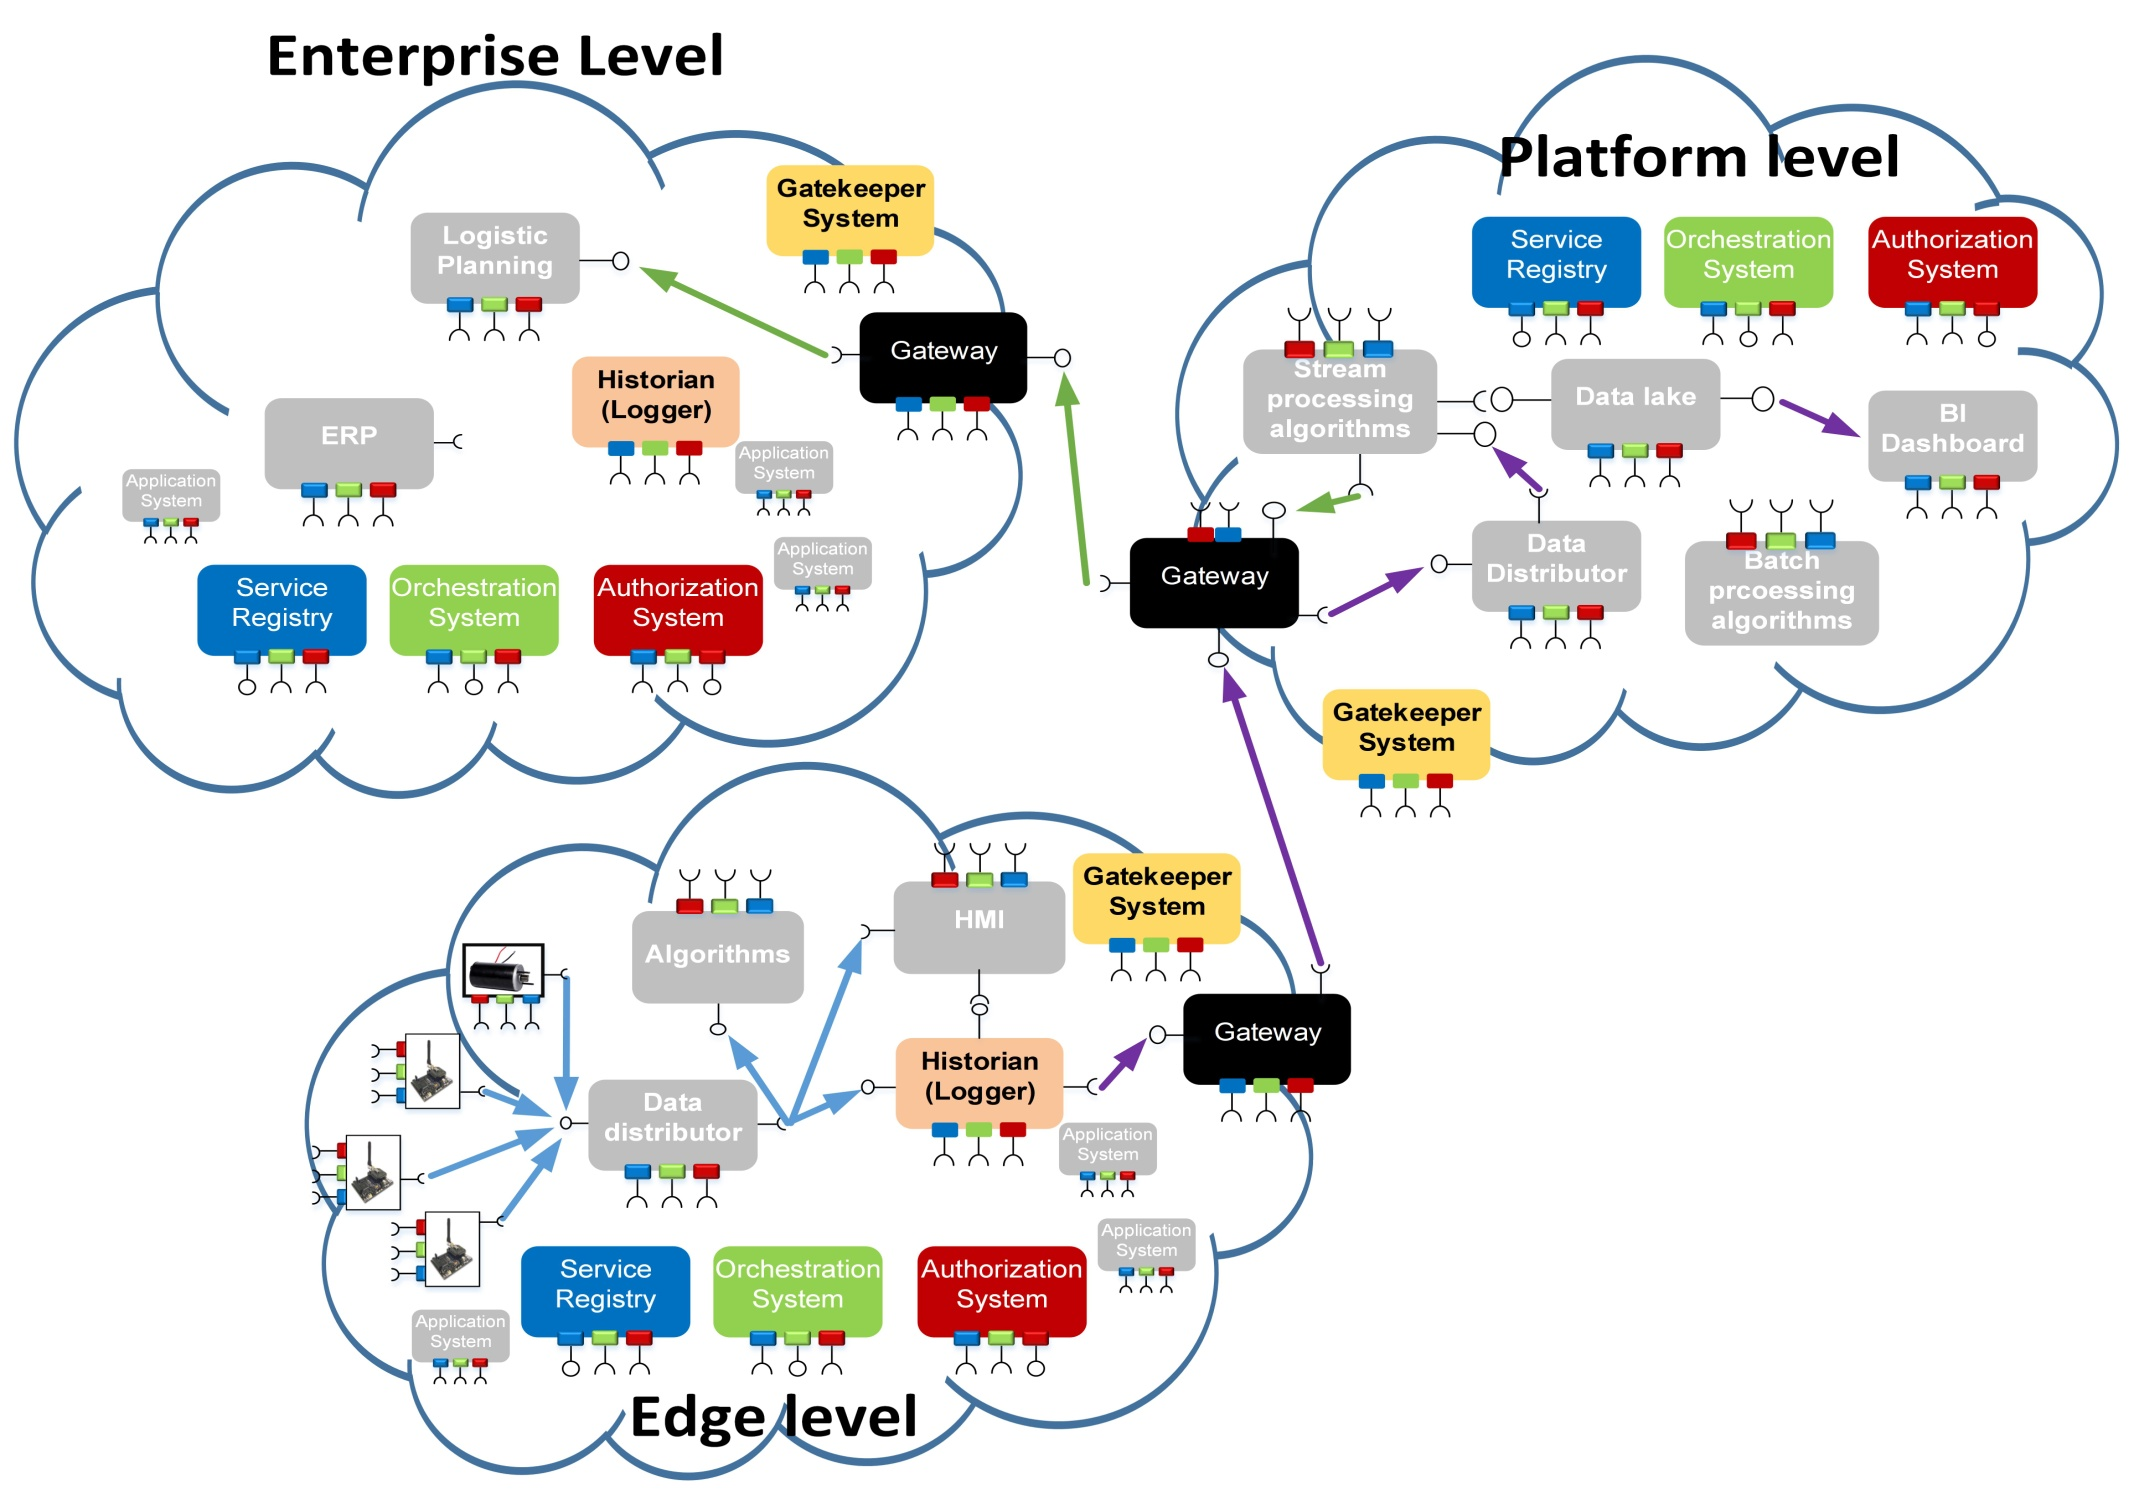 Enterprise Level
Gatekeeper
System
Logistic
Planning
Gateway
Historian
(Logger)
ERP
Application
System
Application
System
Application
System
Service
Registry
Orchestration
System
Authorization
System
Platform level
Service
Registry
Orchestration
System
Authorization
System
Stream
processing
algorithms
Data lake
BI
Dashboard
Gateway
Data
Distributor
Batch
prcoessing
algorithms
Gatekeeper
System
HMI
Gatekeeper
System
Algorithms
Gateway
Historian
(Logger)
Data
distributor
Application
System
Application
System
Service
Registry
Orchestration
System
Authorization
System
Application
System
Edge level